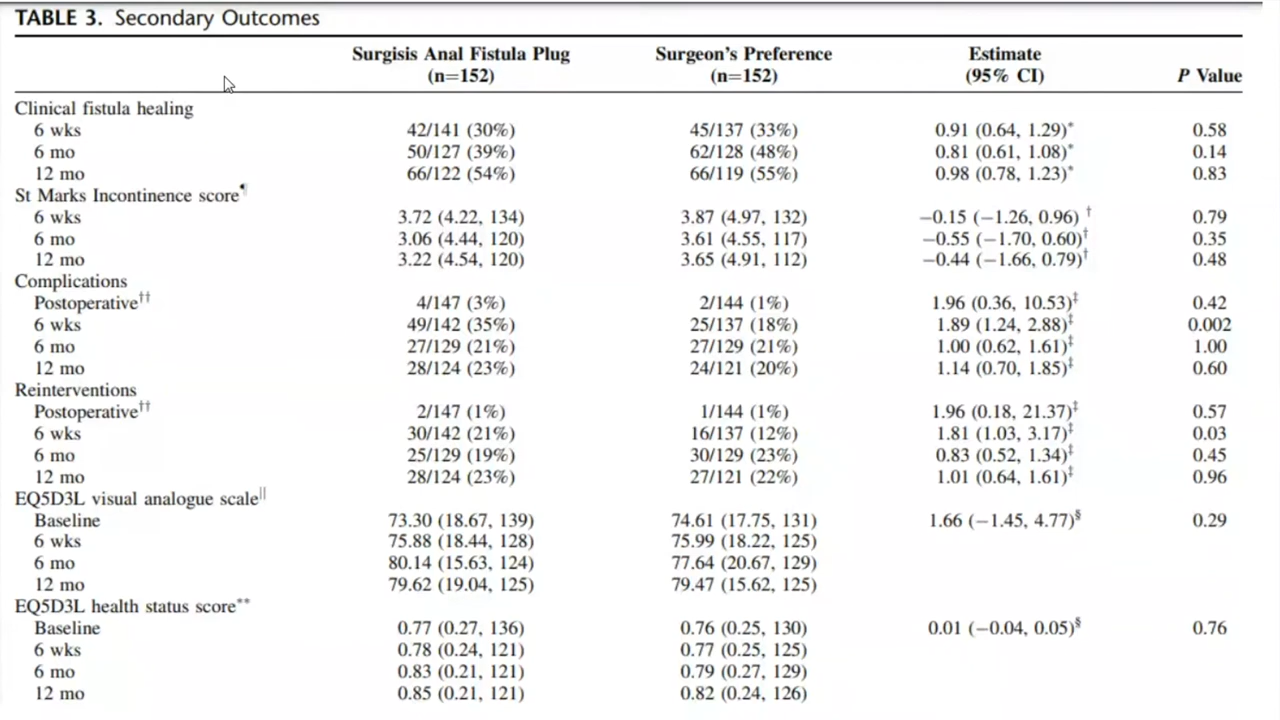 TABLE 3. Secondary Outcomes
Surgisis Anal Fistula Plug Surgeon's Preference Estimate
(n=152) (n=152) (95% CI) P Value
Clinical fistula healing
6 wks 42/141 (30%) 45/137 (33%) 0.91 (0.64, 1.29)* 0.58
6 mo 50/127 (39%) 62/128 (48%) 0.81 (0.61, 1.08)* 0.14
12 mo 66/122 (54%) 66/119 (55%) 0.98 (0.78, 1.23)* 0.83
St Marks Incontinence score¶
6 wks 3.72 (4.22, 134) 3.87 (4.97, 132) −0.15 (−1.26, 0.96) † 0.79
6 mo 3.06 (4.44, 120) 3.61 (4.55, 117) −0.55 (−1.70, 0.60)† 0.35
12 mo 3.22 (4.54, 120) 3.65 (4.91, 112) −0.44 (−1.66, 0.79)† 0.48
Complications
Postoperative†† 4/147 (3%) 2/144 (1%) 1.96 (0.36, 10.53)‡ 0.42
6 wks 49/142 (35%) 25/137 (18%) 1.89 (1.24, 2.88)‡ 0.002
6 mo 27/129 (21%) 27/129 (21%) 1.00 (0.62, 1.61)‡ 1.00
12 mo 28/124 (23%) 24/121 (20%) 1.14 (0.70, 1.85)‡ 0.60
Reinterventions
Postoperative†† 2/147 (1%) 1/144 (1%) 1.96 (0.18, 21.37)‡ 0.57
6 wks 30/142 (21%) 16/137 (12%) 1.81 (1.03, 3.17)‡ 0.03
6 mo 25/129 (19%) 30/129 (23%) 0.83 (0.52, 1.34)‡ 0.45
12 mo 28/124 (23%) 27/121 (22%) 1.01 (0.64, 1.61)‡ 0.96
EQ5D3L visual analogue scale||
Baseline 73.30 (18.67, 139) 74.61 (17.75, 131) 1.66 (−1.45, 4.77)§ 0.29
6 wks 75.88 (18.44, 128) 75.99 (18.22, 125)
6 mo 80.14 (15.63, 124) 77.64 (20.67, 129)
12 mo 79.62 (19.04, 125) 79.47 (15.62, 125)
EQ5D3L health status score**
Baseline 0.77 (0.27, 136) 0.76 (0.25, 130) 0.01 (−0.04, 0.05)§ 0.76
6 wks 0.78 (0.24, 121) 0.77 (0.25, 125)
6 mo 0.83 (0.21, 121) 0.79 (0.27, 129)
12 mo 0.85 (0.21, 121) 0.82 (0.24, 126)